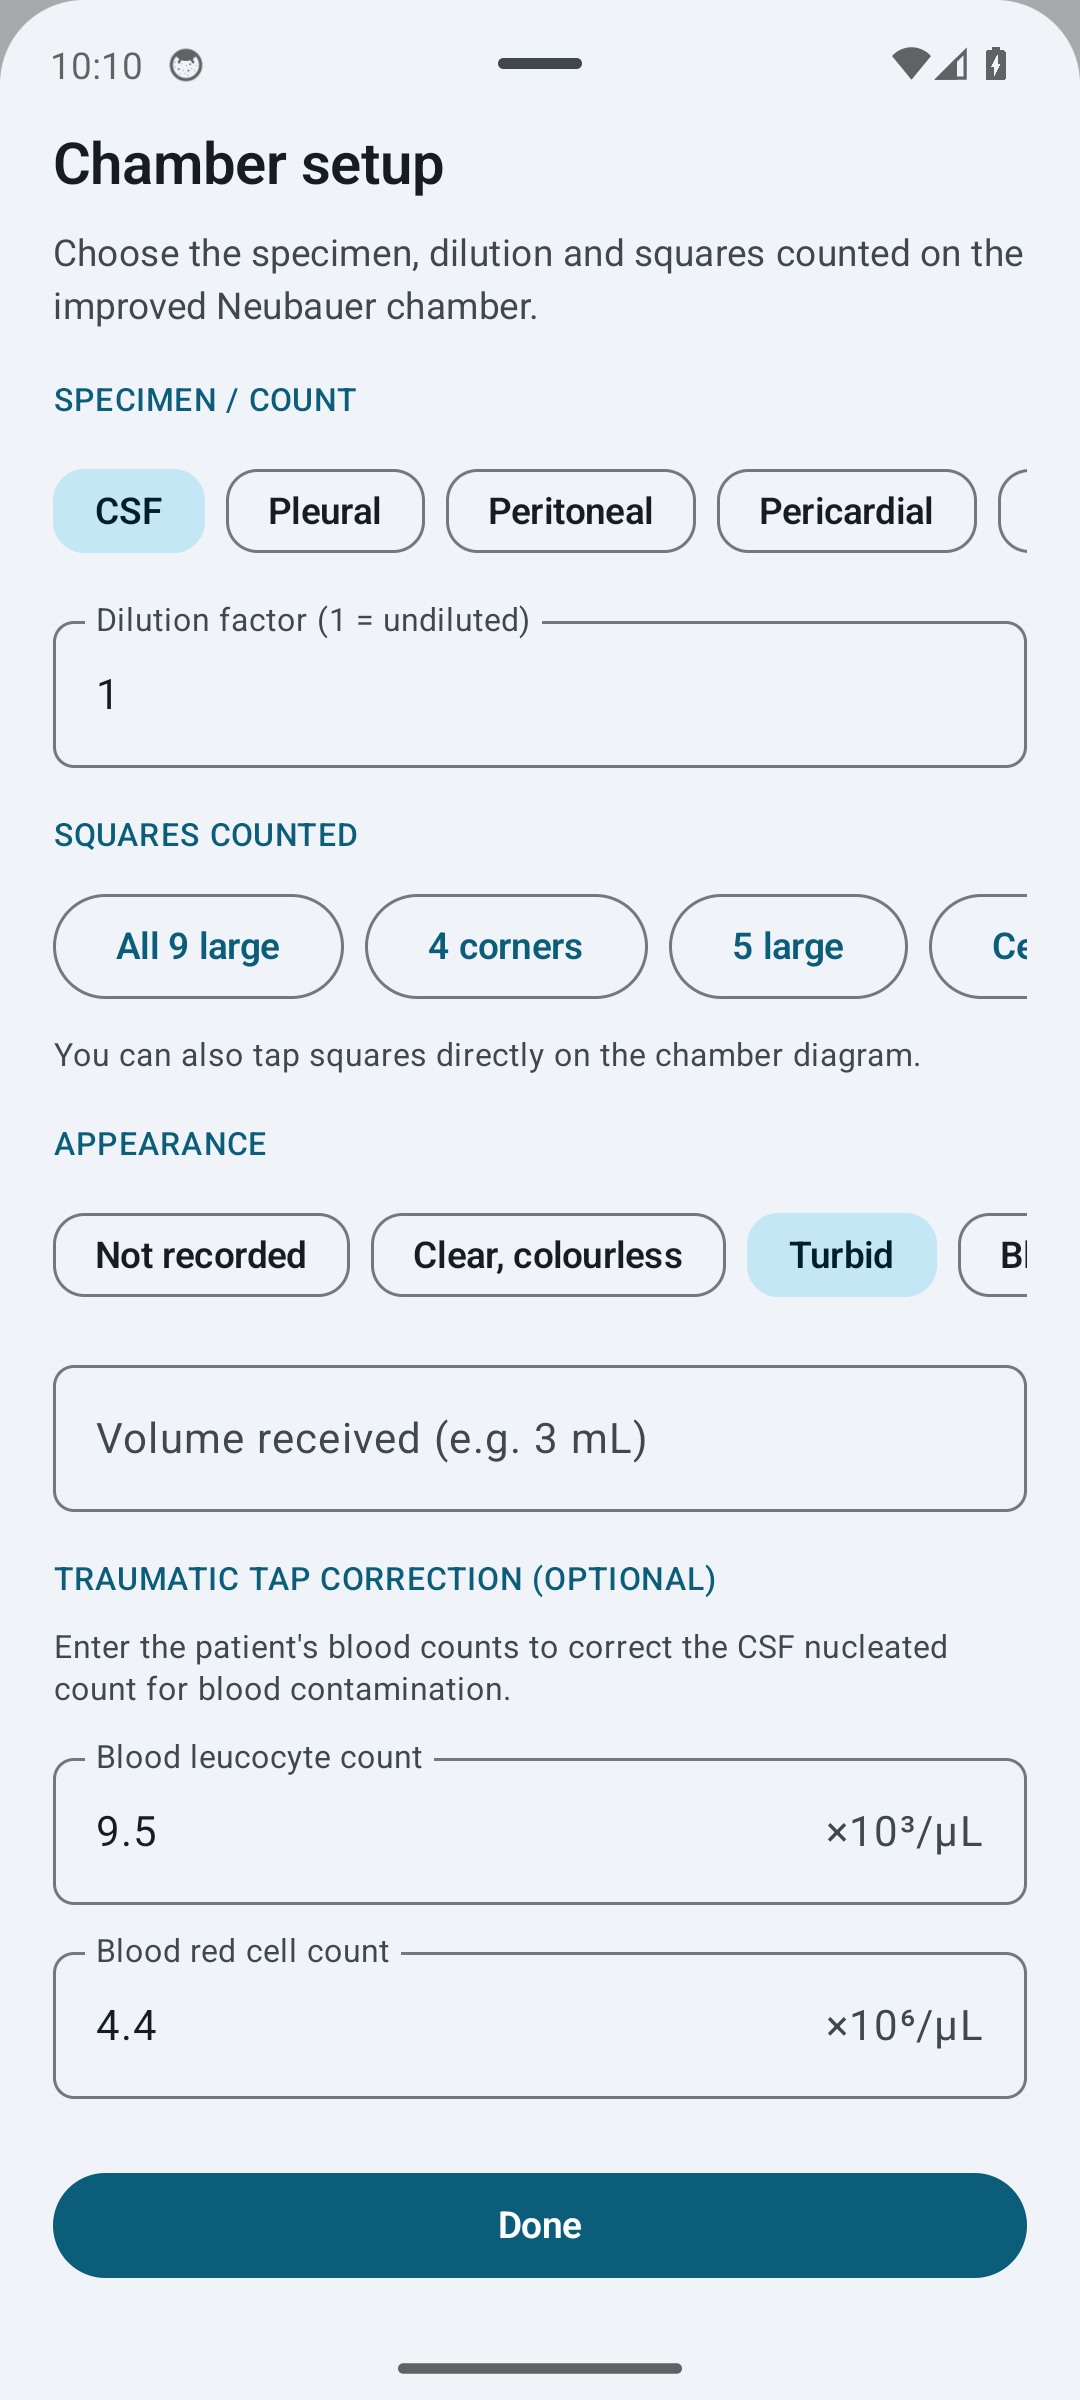 10:10
Chamber setup
Choose the specimen, dilution and squares counted on the
improved Neubauer chamber.
SPECIMEN / COUNT
CSF
Pleural
Peritoneal
Pericardial
Dilution factor (1 = undiluted)
1
SQUARES COUNTED
All 9 large
4 corners
5 large
You can also tap squares directly on the chamber diagram.
APPEARANCE
Not recorded
Clear, colourless
Turbid
Volume received (e.g. 3 mL)
TRAUMATIC TAP CORRECTION (OPTIONAL)
Enter the patient's blood counts to correct the CSF nucleated
count for blood contamination.
Blood leucocyte count
9.5 ×10³/µL
Blood red cell count
4.4 ×10⁶/µL
Done